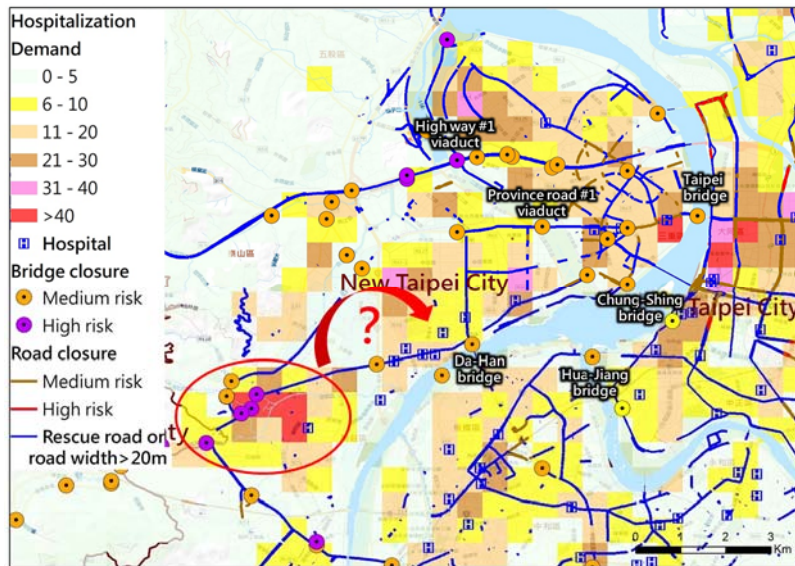 Hospitalization
Demand
0 - 5
6 - 10
11 - 20
21 - 30
31 - 40
>40
H Hospital
Bridge closure
Medium risk
High risk
Road closure
Medium risk
High risk
Rescue road or
road width>20m
High way #1
viaduct
Province road #1
viaduct
Taipei
bridge
New Taipei City
?
Chung-Shing
bridge
Taipei City
Da-Han
bridge
Hua-Jiang
bridge
ity
0 1 2 3
Km